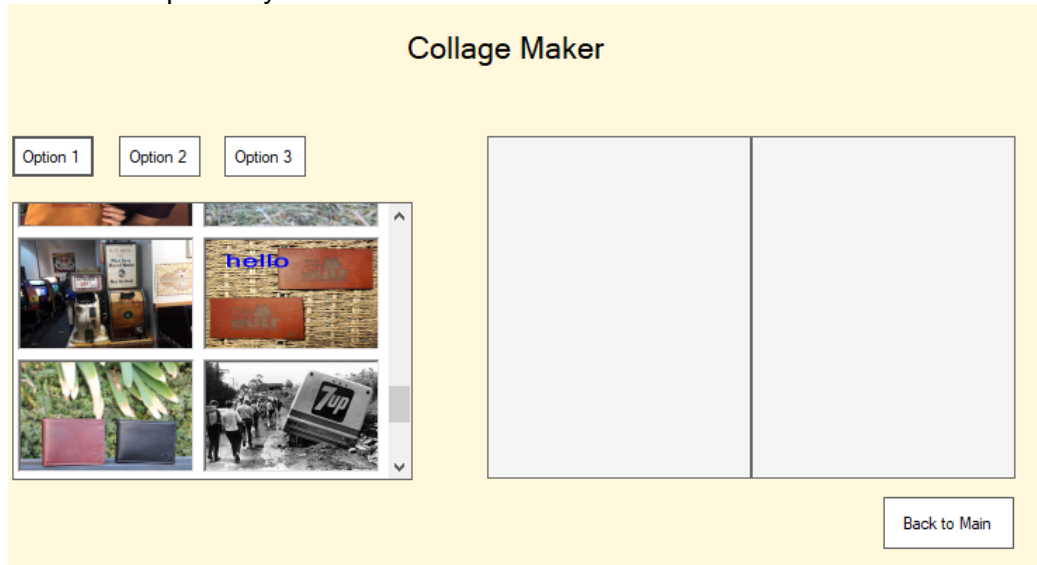 Collage Maker
Option 1
Option 2
Option 3
hello
7up
Back to Main